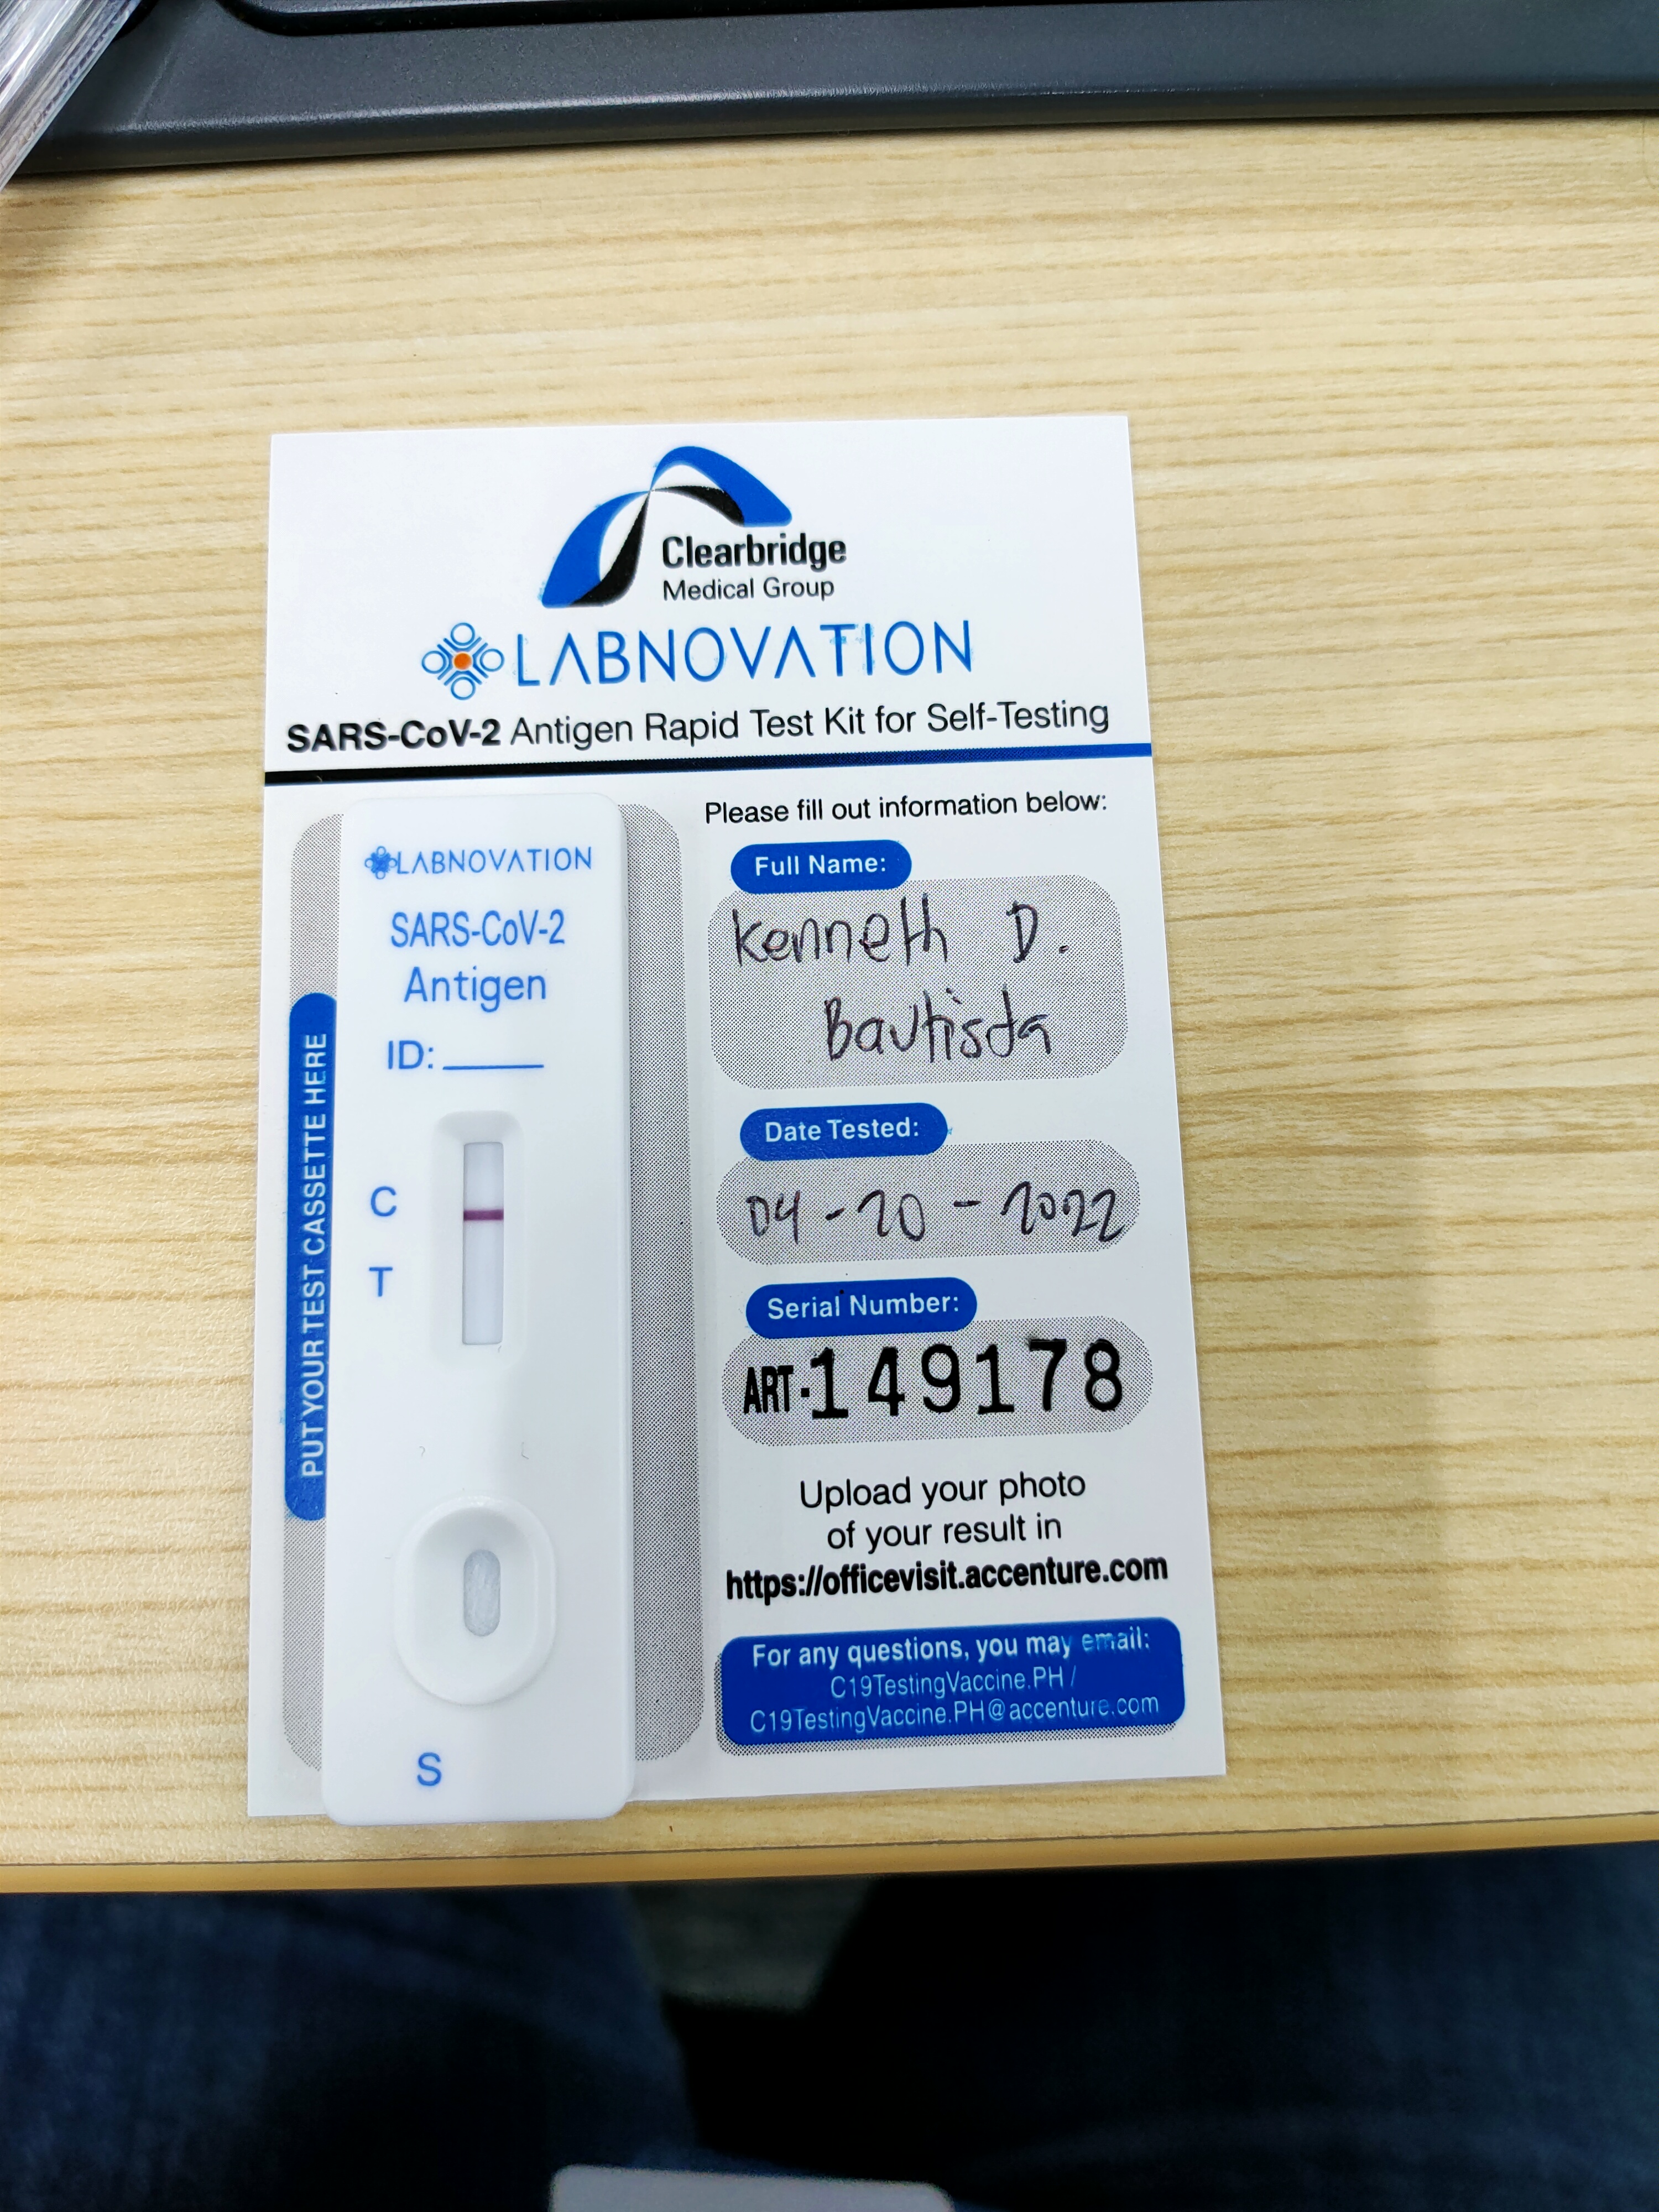 Clearbridge
Medical Group
LABNOVATION
SARS-CoV-2 Antigen Rapid Test Kit for Self-Testing
PUT YOUR TEST CASSETTE HERE
LABNOVATION
SARS-CoV-2
Antigen
ID:
C
T
S
Please fill out information below:
Full Name:
Kenneth D.
Bautista
Date Tested:
04-20-2022
Serial Number:
ART-149178
Upload your photo
of your result in
https://officevisit.accenture.com
For any questions, you may email:
C19TestingVaccine.PH /
C19TestingVaccine.PH@accenture.com